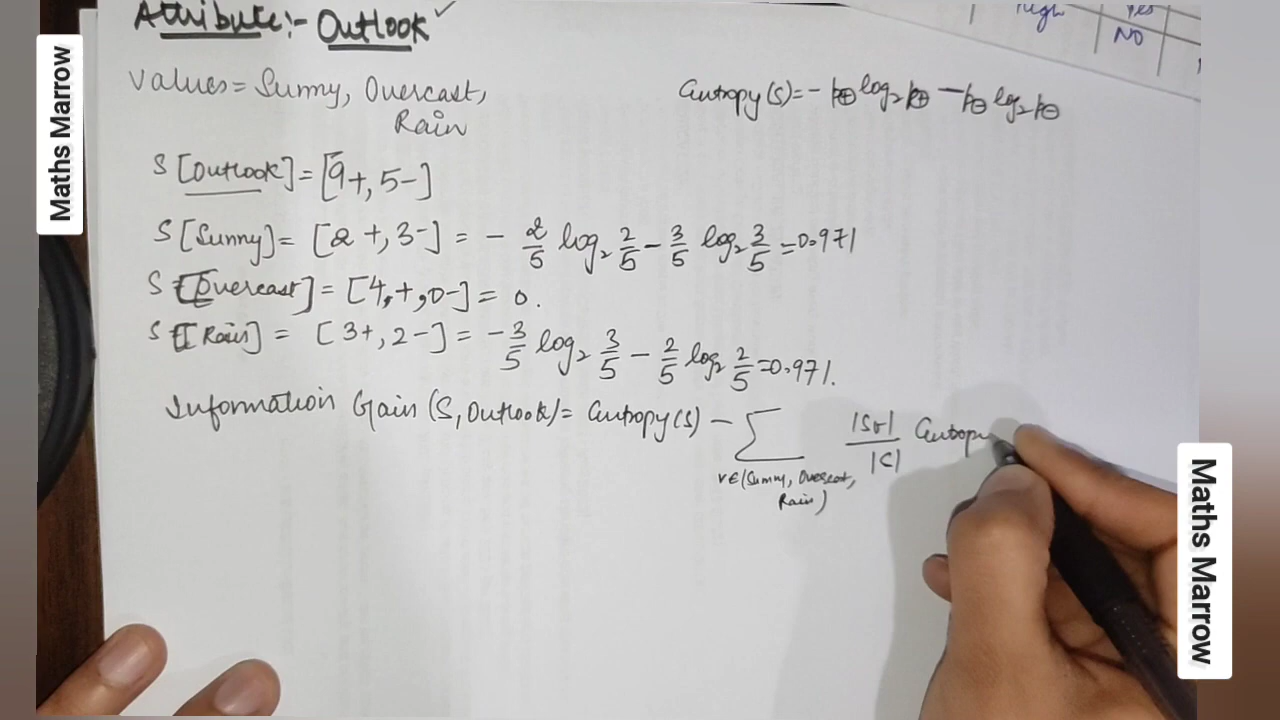 Attribute:- Outlook ✓
High Yes
NO
Values = Sunny, Overcast,
Rain
Entropy(S) = - p⊕ log₂ p⊕ - p⊖ log₂ p⊖
S [Outlook] = [9+, 5-]
S [Sunny] = [2+, 3-] = - 2/5 log₂ 2/5 - 3/5 log₂ 3/5 = 0.971
S [Overcast] = [4,+,0-] = 0.
S [Rain] = [3+, 2-] = - 3/5 log₂ 3/5 - 2/5 log₂ 2/5 = 0.971.
Information Gain (S, Outlook) = Entropy(S) - Σ |Sv|/|S| Entrop
v∈(Sunny, Overcast,
Rain)
Maths Marrow
Maths Marrow